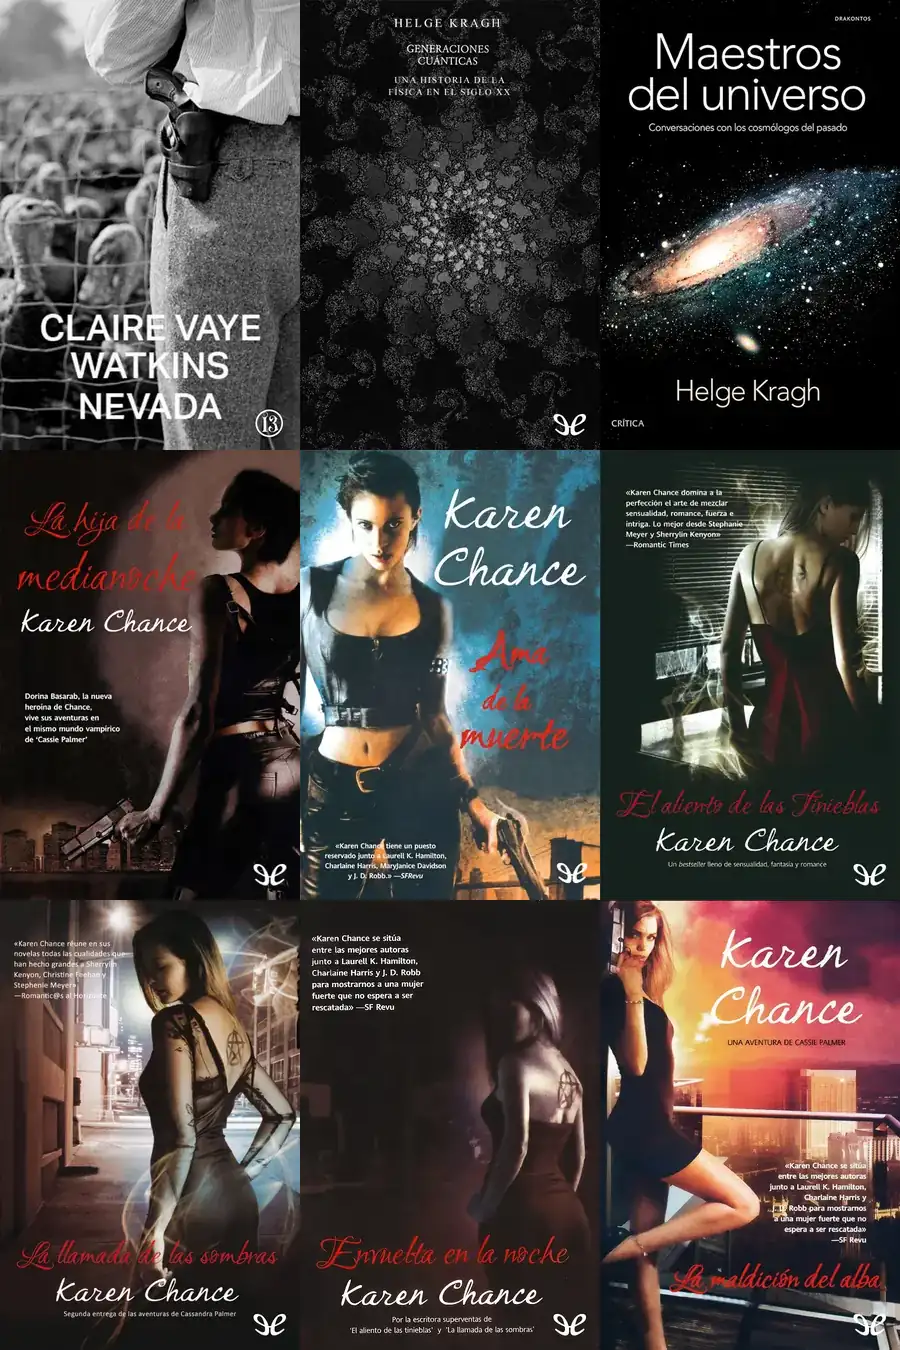 CLAIRE VAYE
WATKINS
NEVADA
13
HELGE KRAGH
GENERACIONES
CUÁNTICAS
UNA HISTORIA DE LA
FÍSICA EN EL SIGLO XX
DRAKONTOS
Maestros
del universo
Conversaciones con los cosmólogos del pasado
Helge Kragh
CRÍTICA
La hija de la
medianoche
Karen Chance
Dorina Basarab, la nueva
heroína de Chance,
vive sus aventuras en
el mismo mundo vampírico
de 'Cassie Palmer'
Karen
Chance
Ama
de la
muerte
«Karen Chance tiene un puesto
reservado junto a Laurell K. Hamilton,
Charlaine Harris, MaryJanice Davidson
y J. D. Robb.» —SFRevu
«Karen Chance domina a la
perfección el arte de mezclar
sensualidad, romance, fuerza e
intriga. Lo mejor desde Stephanie
Meyer y Sherrylin Kenyon»
—Romantic Times
El aliento de las Tinieblas
Karen Chance
Un bestseller lleno de sensualidad, fantasía y romance
«Karen Chance reúne en sus
novelas todas las cualidades que
han hecho grandes a Sherrylin
Kenyon, Christine Feehan y
Stephenie Meyer»
—Romantic@s al Horizonte
La llamada de las sombras
Karen Chance
Segunda entrega de las aventuras de Cassandra Palmer
«Karen Chance se sitúa
entre las mejores autoras
junto a Laurell K. Hamilton,
Charlaine Harris y J. D. Robb
para mostrarnos a una mujer
fuerte que no espera a ser
rescatada» —SF Revu
Envuelta en la noche
Karen Chance
Por la escritora superventas de
'El aliento de las tinieblas' y 'La llamada de las sombras'
Karen
Chance
UNA AVENTURA DE CASSIE PALMER
«Karen Chance se sitúa
entre las mejores autoras
junto a Laurell K. Hamilton,
Charlaine Harris y
J. D. Robb para mostrarnos
a una mujer fuerte que no
espera a ser rescatada»
—SF Revu
La maldición del alba